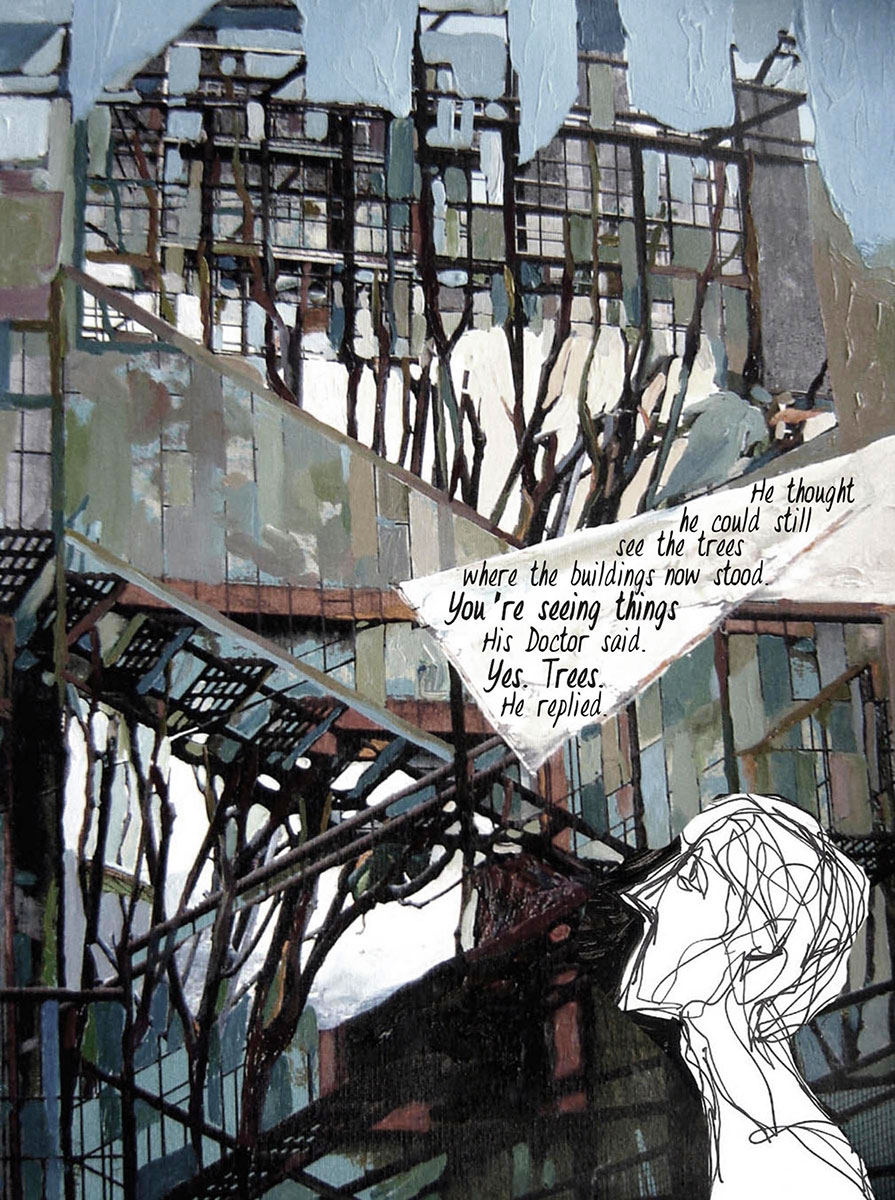 He thought
he could still
see the trees
where the buildings now stood.
You're seeing things
His Doctor said.
Yes. Trees.
He replied.